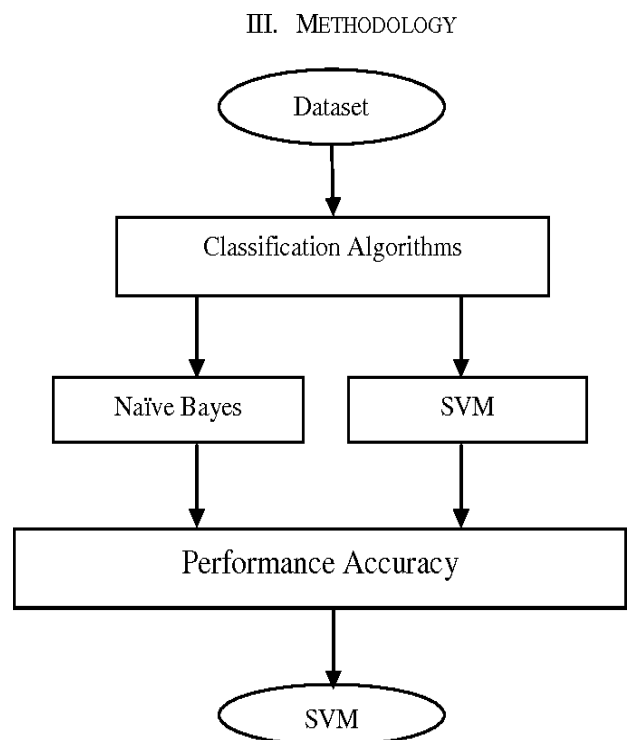 III. METHODOLOGY
Dataset
Classification Algorithms
Naïve Bayes
SVM
Performance Accuracy
SVM